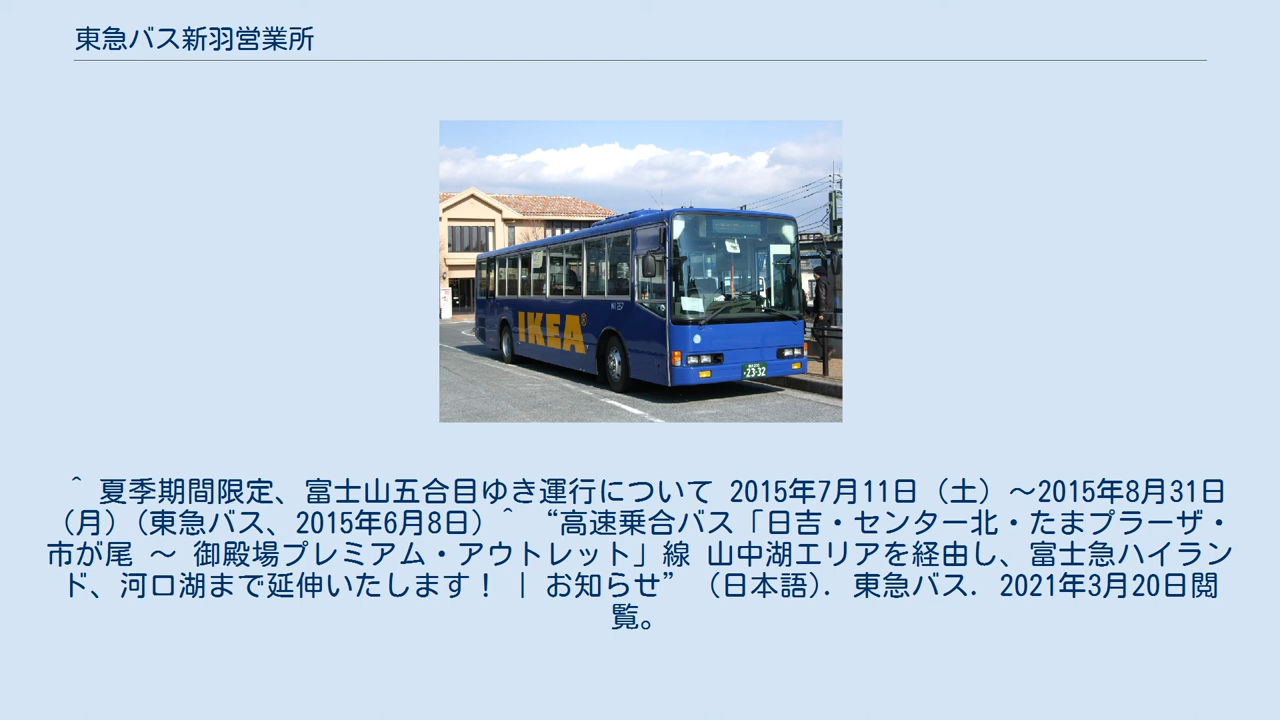 東急バス新羽営業所
IKEA
23-32
^ 夏季期間限定、富士山五合目ゆき運行について 2015年7月11日（土）～2015年8月31日
（月）（東急バス、2015年6月8日）^ “高速乗合バス「日吉・センター北・たまプラーザ・
市が尾 ～ 御殿場プレミアム・アウトレット」線 山中湖エリアを経由し、富士急ハイラン
ド、河口湖まで延伸いたします！ | お知らせ” （日本語）. 東急バス. 2021年3月20日閲
覧。